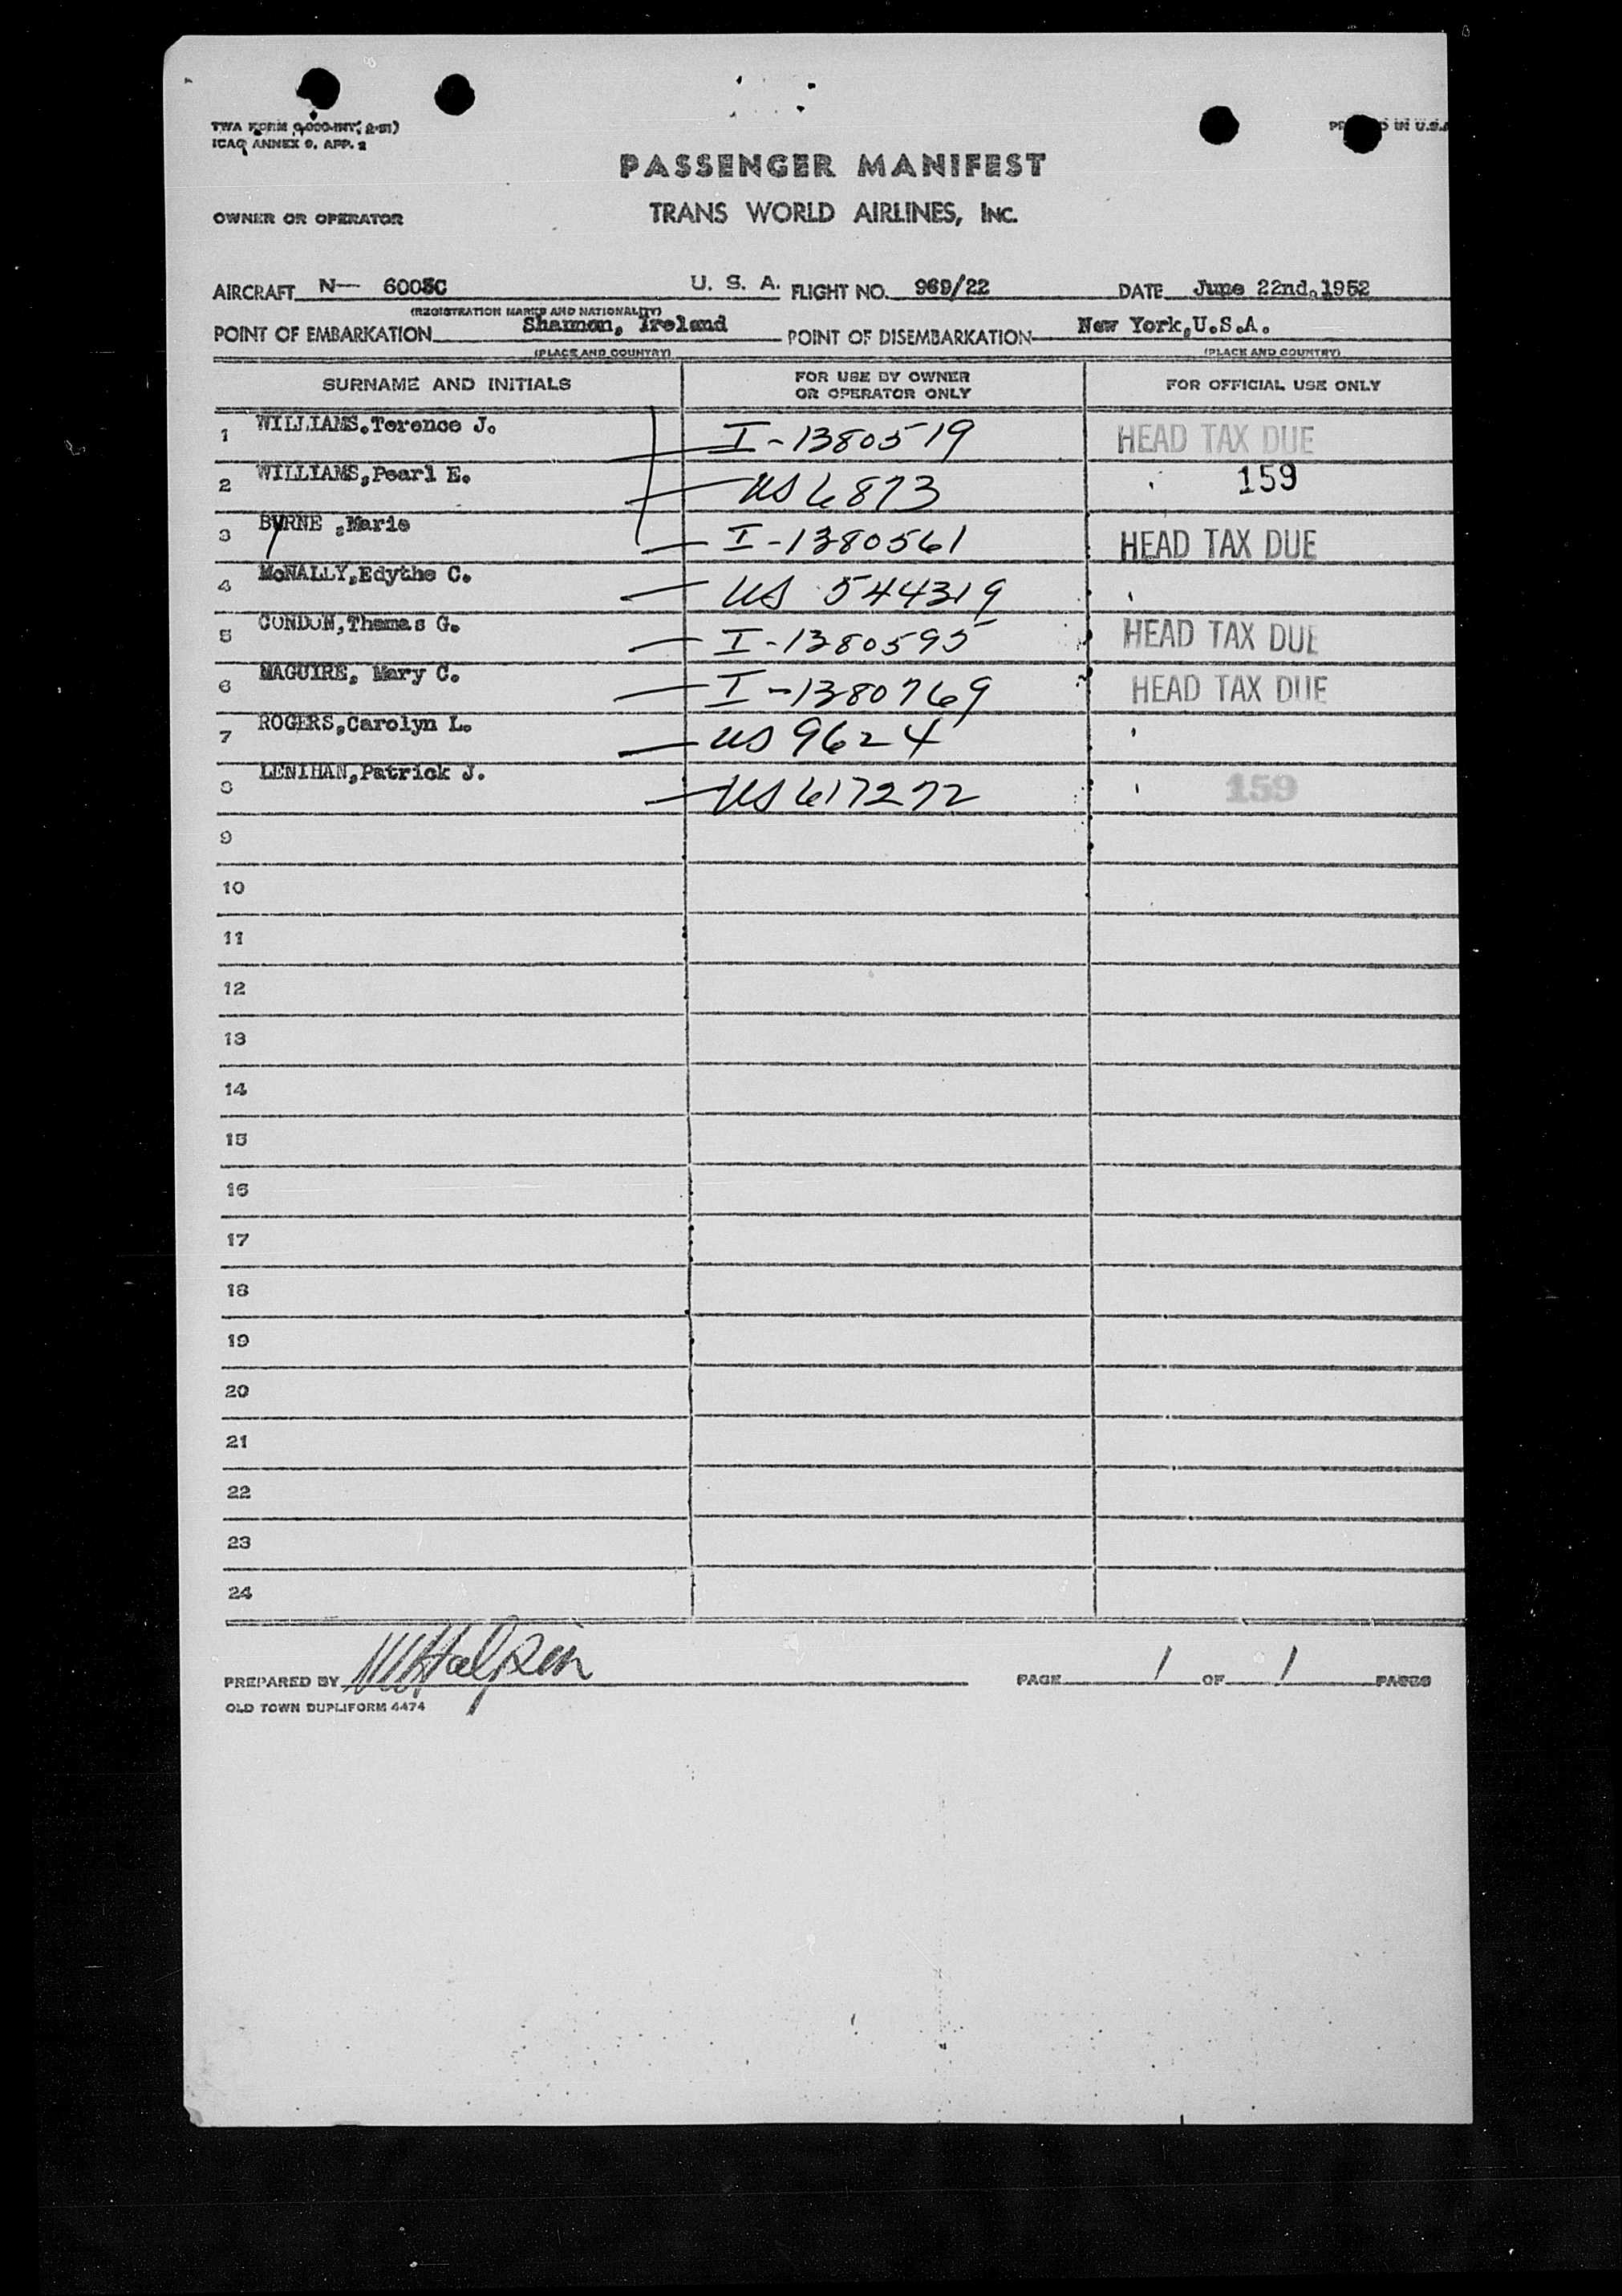 TWA FORM
ICAO ANNEX 9, APP. 2
IN U.S.A
PASSENGER MANIFEST
OWNER OR OPERATOR
TRANS WORLD AIRLINES, INC.
AIRCRAFT N— U. S. A. FLIGHT NO. 969/22 DATE June 22nd,1952
(REGISTRATION MARKS AND NATIONALITY)
POINT OF EMBARKATION Shannon, Ireland POINT OF DISEMBARKATION New York,U.S.A.
(PLACE AND COUNTRY) (PLACE AND COUNTRY)
SURNAME AND INITIALS FOR USE BY OWNER OR OPERATOR ONLY FOR OFFICIAL USE ONLY
1 WILLIAMS.Terence J. I-1380519 HEAD TAX DUE
2 WILLIAMS,Pearl E. US 6873 159
3 BYRNE ,Marie I-1380561 HEAD TAX DUE
4 McNALLY,Edythe C. US 544319
5 CONDON,Thomas G. I-1380595 HEAD TAX DUE
6 MAGUIRE, Mary C. I-1380769 HEAD TAX DUE
7 ROGERS,Carolyn L. US 9624
8 LENIHAN,Patrick J. US 617272 159
9
10
11
12
13
14
15
16
17
18
19
20
21
22
23
24
PREPARED BY Halpin PAGE 1 OF 1 PAGES
OLD TOWN DUPLIFORM 4474